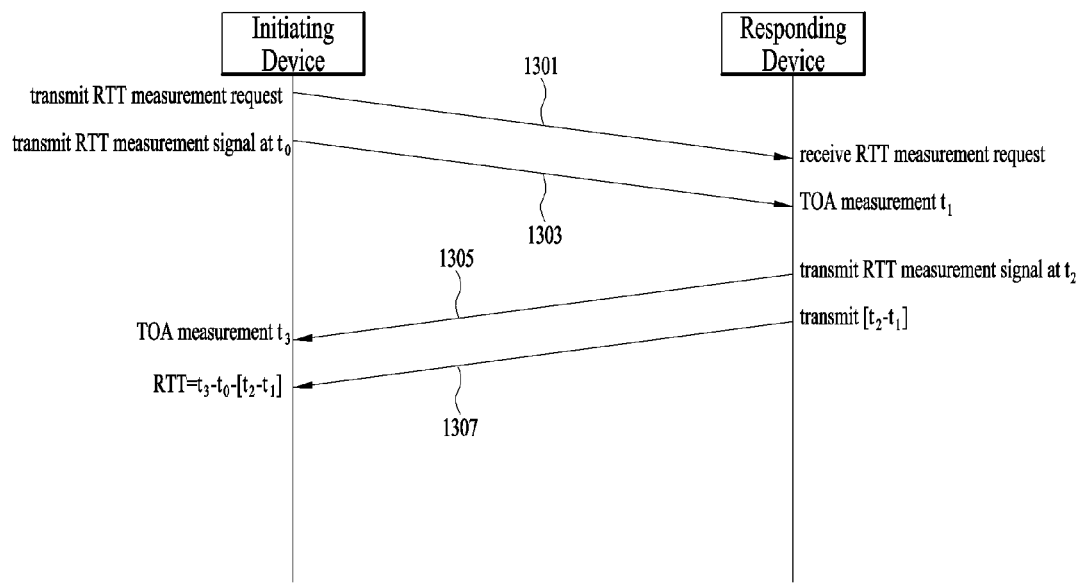 Initiating
Device
Responding
Device
1301
transmit RTT measurement request
transmit RTT measurement signal at t₀
receive RTT measurement request
TOA measurement t₁
1303
1305
transmit RTT measurement signal at t₂
transmit [t₂-t₁]
TOA measurement t₃
RTT=t₃-t₀-[t₂-t₁]
1307